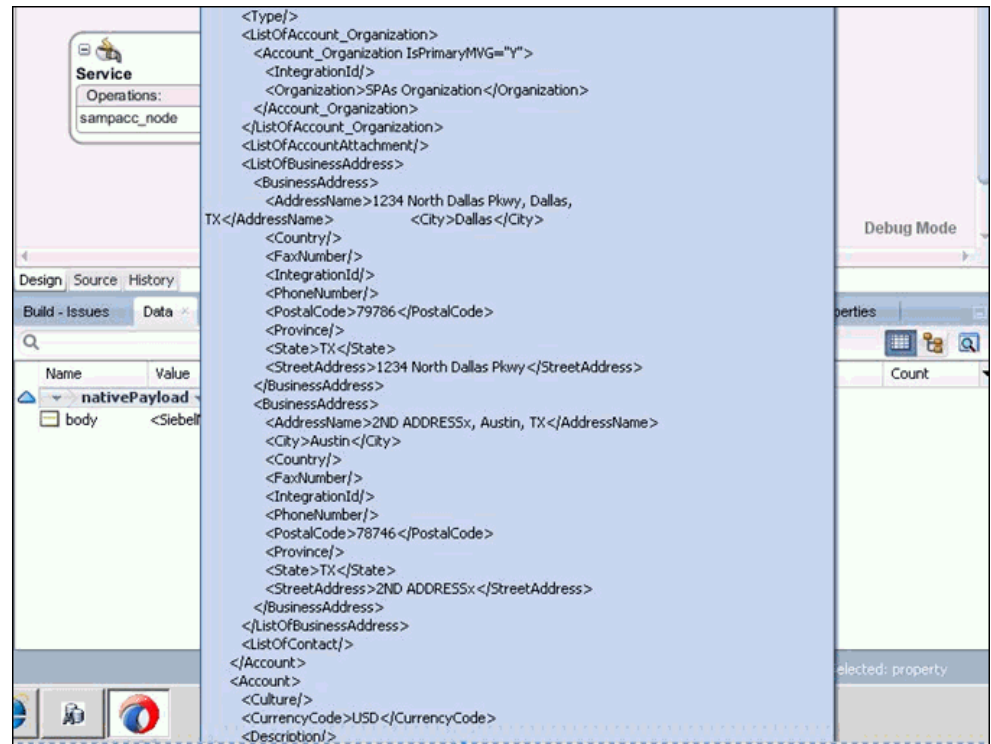 Service
Operations:
sampacc_node
Debug Mode
Design Source History
Build - Issues Data
perties
Name Value
Count
nativePayload
body <Siebel
elected: property
<Type/>
<ListOfAccount_Organization>
<Account_Organization IsPrimaryMVG="Y">
<IntegrationId/>
<Organization>SPAs Organization</Organization>
</Account_Organization>
</ListOfAccount_Organization>
<ListOfAccountAttachment/>
<ListOfBusinessAddress>
<BusinessAddress>
<AddressName>1234 North Dallas Pkwy, Dallas,
TX</AddressName> <City>Dallas</City>
<Country/>
<FaxNumber/>
<IntegrationId/>
<PhoneNumber/>
<PostalCode>79786</PostalCode>
<Province/>
<State>TX</State>
<StreetAddress>1234 North Dallas Pkwy</StreetAddress>
</BusinessAddress>
<BusinessAddress>
<AddressName>2ND ADDRESSx, Austin, TX</AddressName>
<City>Austin</City>
<Country/>
<FaxNumber/>
<IntegrationId/>
<PhoneNumber/>
<PostalCode>78746</PostalCode>
<Province/>
<State>TX</State>
<StreetAddress>2ND ADDRESSx</StreetAddress>
</BusinessAddress>
</ListOfBusinessAddress>
<ListOfContact/>
</Account>
<Account>
<Culture/>
<CurrencyCode>USD</CurrencyCode>
<Description/>